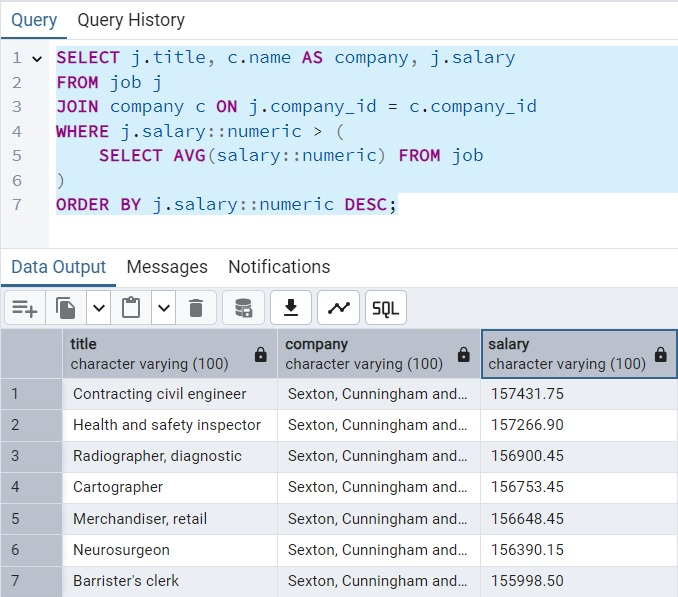 Query Query History
1 SELECT j.title, c.name AS company, j.salary
2 FROM job j
3 JOIN company c ON j.company_id = c.company_id
4 WHERE j.salary::numeric > (
5 SELECT AVG(salary::numeric) FROM job
6 )
7 ORDER BY j.salary::numeric DESC;
Data Output Messages Notifications
SQL
title company salary
character varying (100) character varying (100) character varying (100)
1 Contracting civil engineer Sexton, Cunningham and... 157431.75
2 Health and safety inspector Sexton, Cunningham and... 157266.90
3 Radiographer, diagnostic Sexton, Cunningham and... 156900.45
4 Cartographer Sexton, Cunningham and... 156753.45
5 Merchandiser, retail Sexton, Cunningham and... 156648.45
6 Neurosurgeon Sexton, Cunningham and... 156390.15
7 Barrister's clerk Sexton, Cunningham and... 155998.50